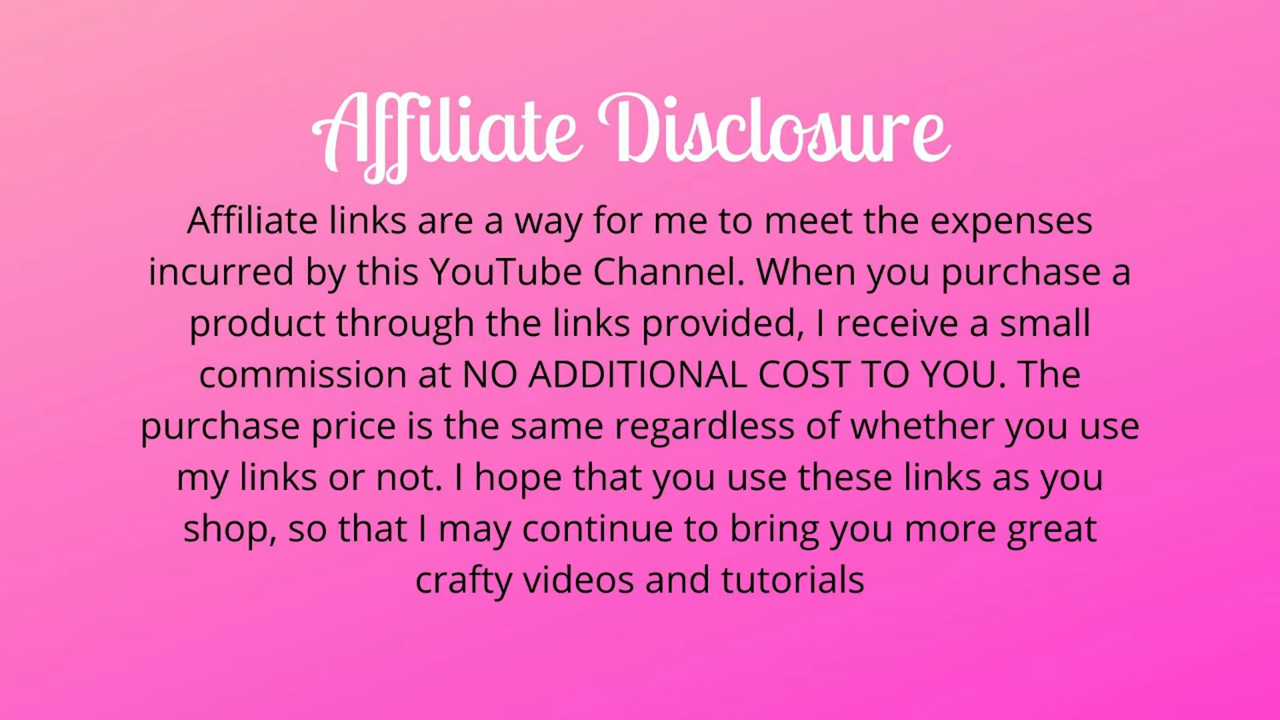 Affiliate Disclosure
Affiliate links are a way for me to meet the expenses
incurred by this YouTube Channel. When you purchase a
product through the links provided, I receive a small
commission at NO ADDITIONAL COST TO YOU. The
purchase price is the same regardless of whether you use
my links or not. I hope that you use these links as you
shop, so that I may continue to bring you more great
crafty videos and tutorials